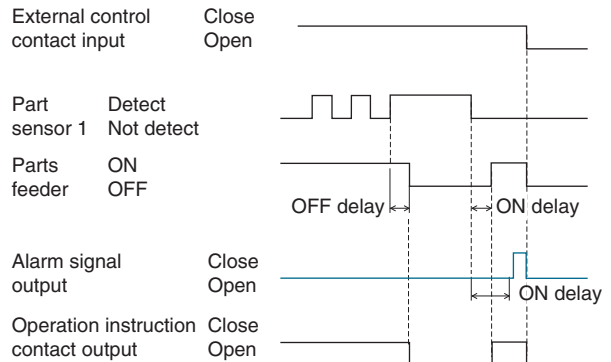 External control Close
contact input Open
Part Detect
sensor 1 Not detect
Parts ON
feeder OFF
OFF delay ON delay
Alarm signal Close
output Open
ON delay
Operation instruction Close
contact output Open